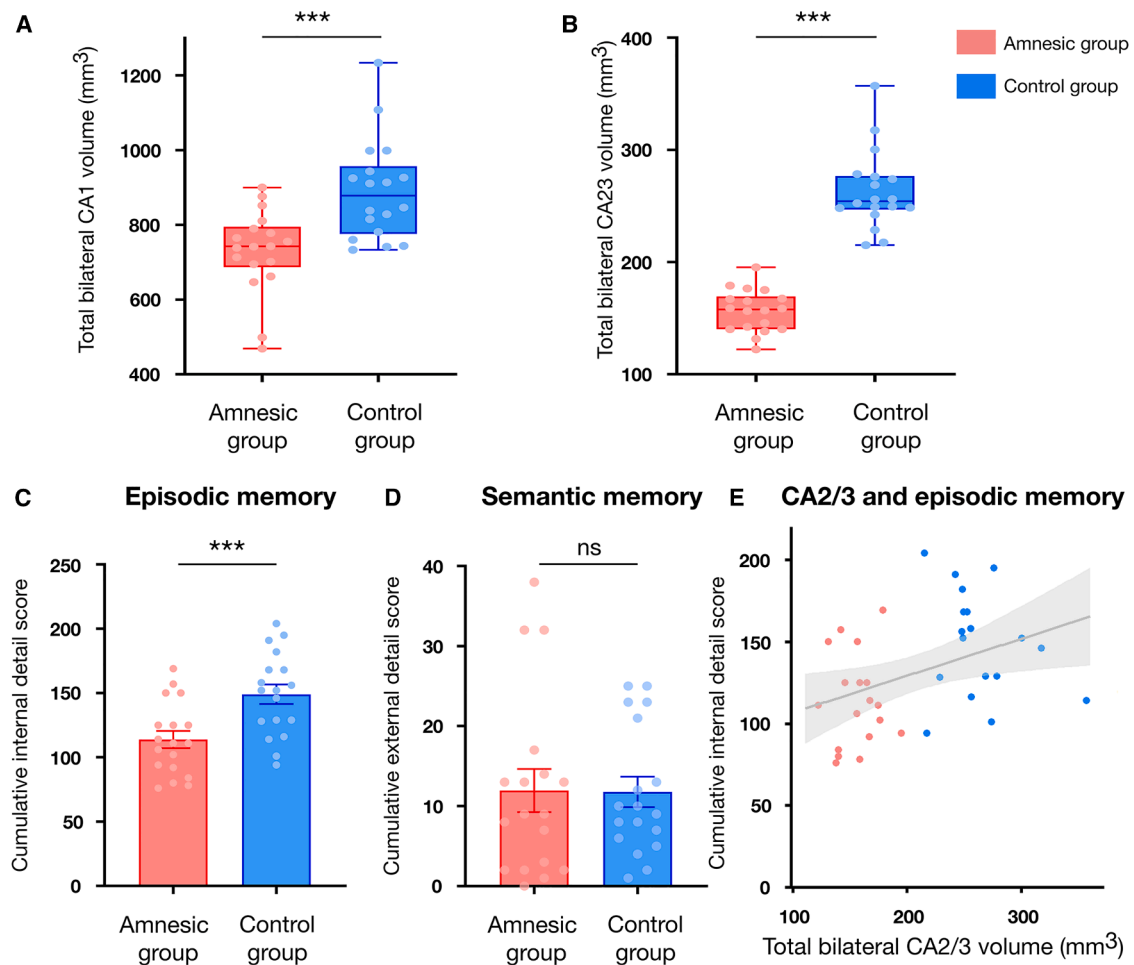 A
***
Total bilateral CA1 volume (mm3)
1200
1000
800
600
400
Amnesic group
Control group
B
***
Total bilateral CA23 volume (mm3)
400
300
200
100
Amnesic group
Control group
Amnesic group
Control group
C
Episodic memory
***
Cumulative internal detail score
250
200
150
100
50
0
Amnesic group
Control group
D
Semantic memory
ns
Cumulative external detail score
40
30
20
10
0
Amnesic group
Control group
E
CA2/3 and episodic memory
Cumulative internal detail score
200
150
100
50
0
100
200
300
Total bilateral CA2/3 volume (mm3)